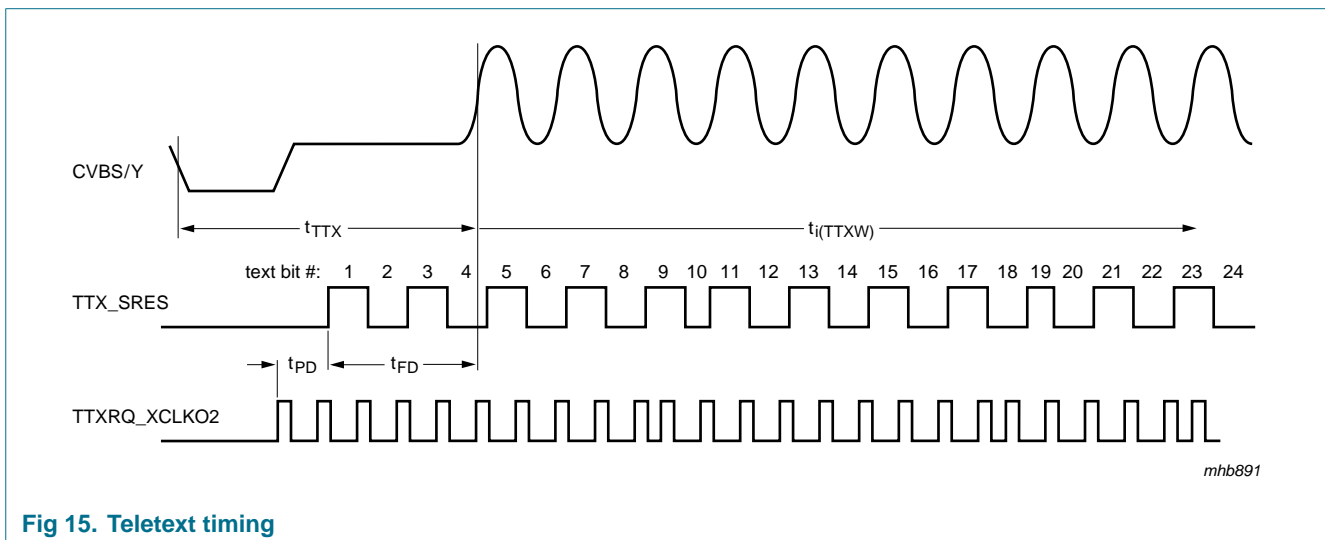 CVBS/Y
tTTX
ti(TTXW)
text bit #: 1 2 3 4 5 6 7 8 9 10 11 12 13 14 15 16 17 18 19 20 21 22 23 24
TTX_SRES
tPD
tFD
TTXRQ_XCLKO2
mhb891
Fig 15. Teletext timing